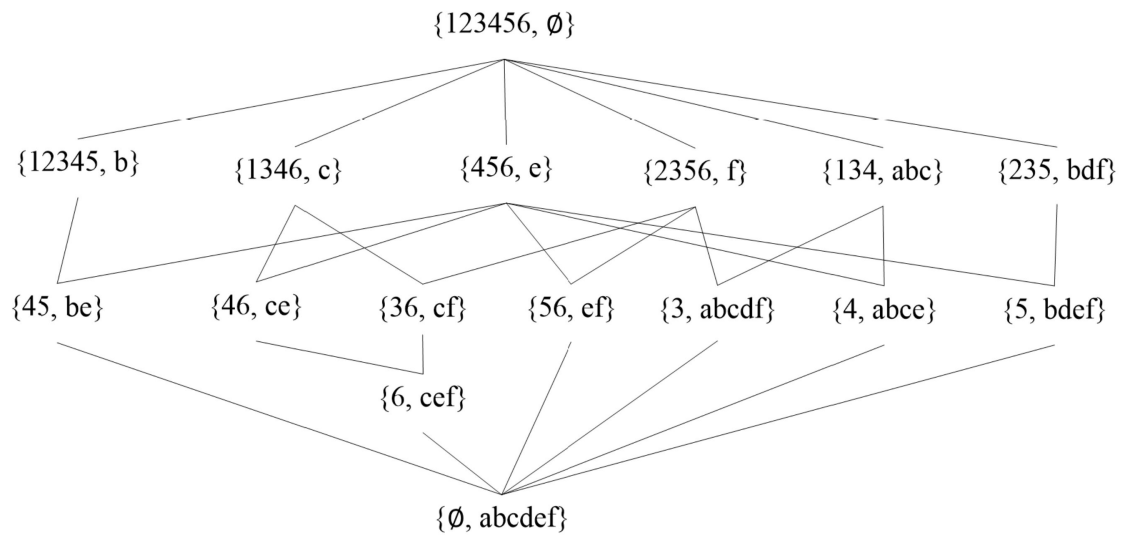 {123456, ∅}
{12345, b} {1346, c} {456, e} {2356, f} {134, abc} {235, bdf}
{45, be} {46, ce} {36, cf} {56, ef} {3, abcdf} {4, abce} {5, bdef}
{6, cef}
{∅, abcdef}